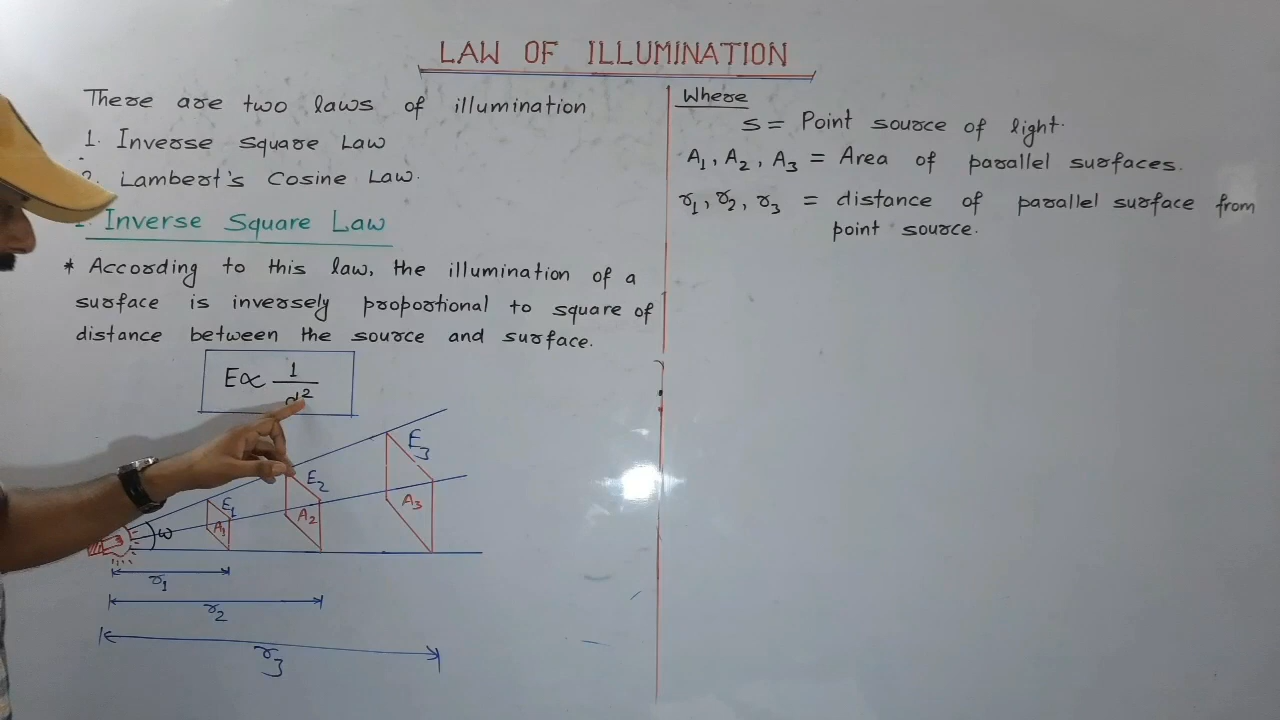 LAW OF ILLUMINATION
There are two laws of illumination
1. Inverse square Law
2. Lambert's Cosine Law.
1. Inverse Square Law
* According to this law, the illumination of a
surface is inversely proportional to square of
distance between the source and surface.
E∝ 1/d²
E₃
E₂
E₁
A₃
A₂
A₁
ω
r₁
r₂
r₃
Where
S = Point source of light.
A₁, A₂, A₃ = Area of parallel surfaces.
r₁, r₂, r₃ = distance of parallel surface from
point source.